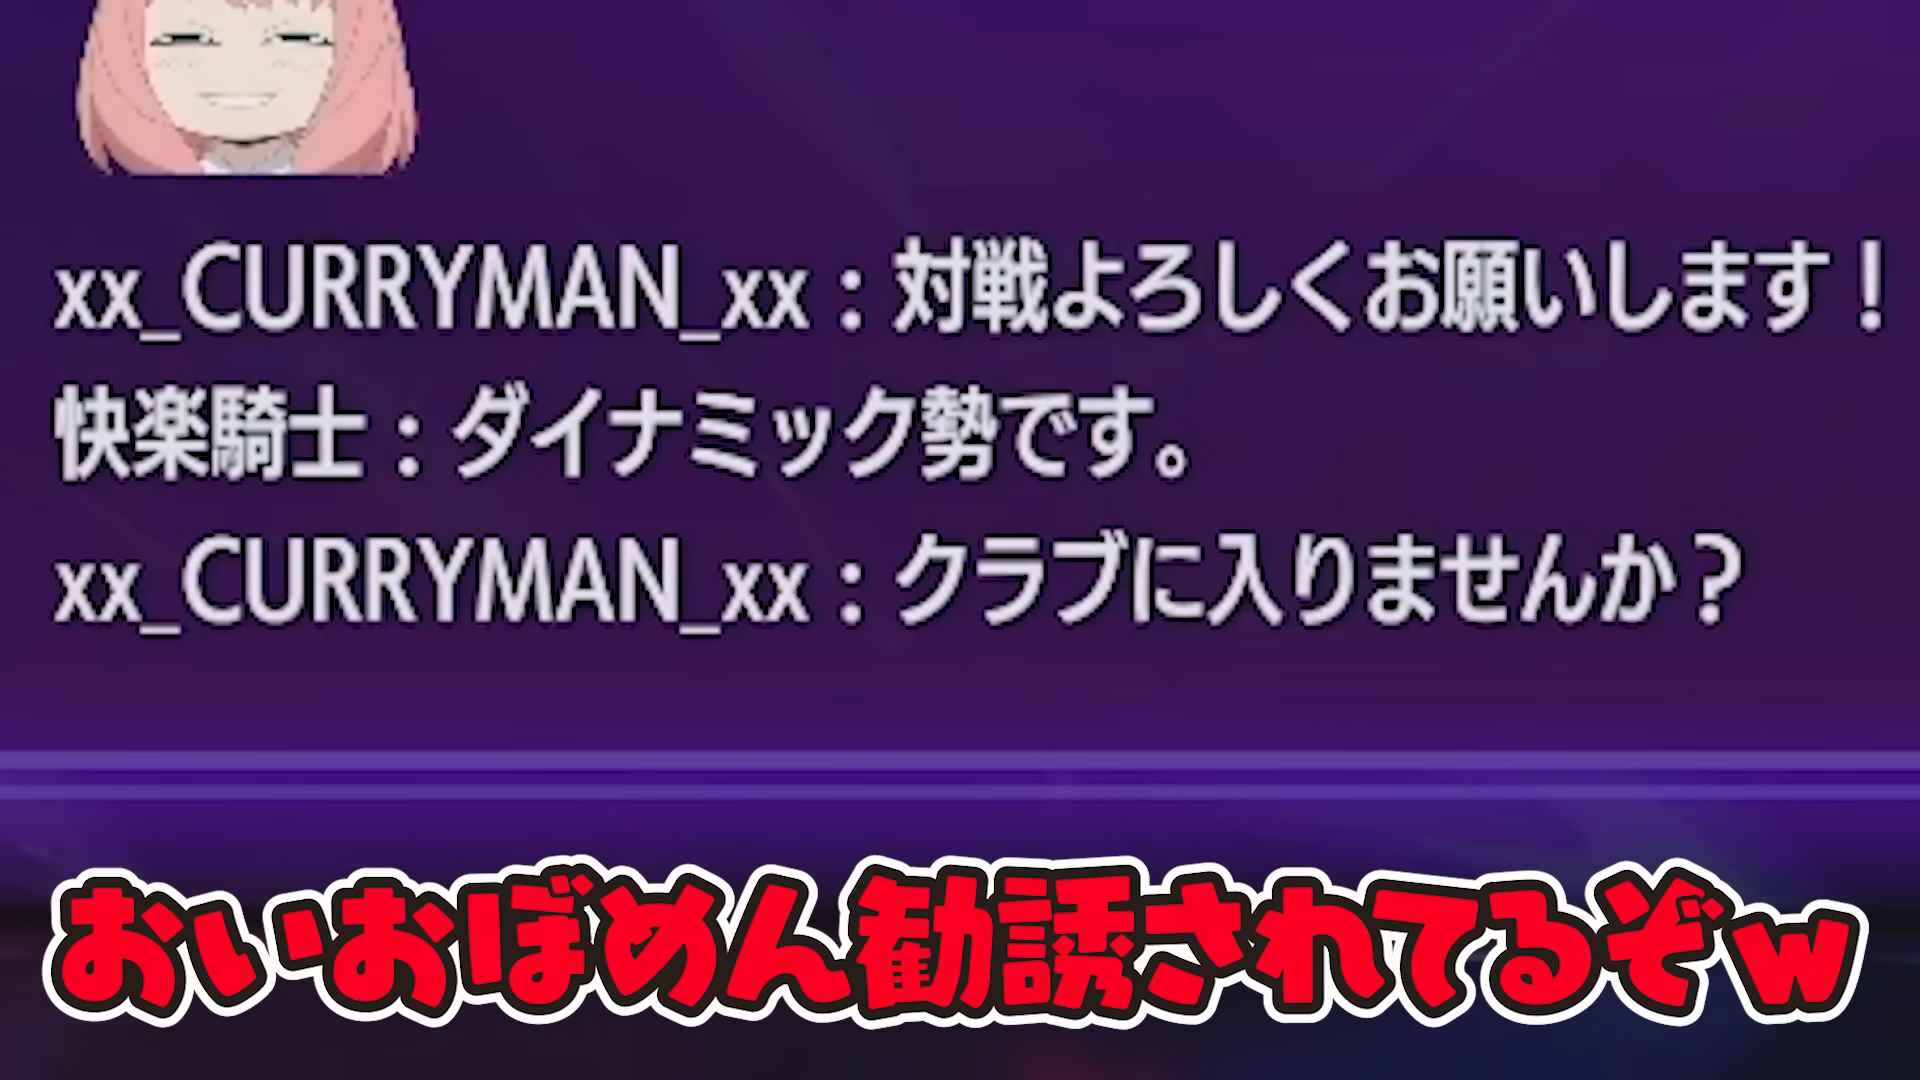 xx_CURRYMAN_xx：対戦よろしくお願いします！
快楽騎士：ダイナミック勢です。
xx_CURRYMAN_xx：クラブに入りませんか？
おいおぼめん勧誘されてるぞｗ